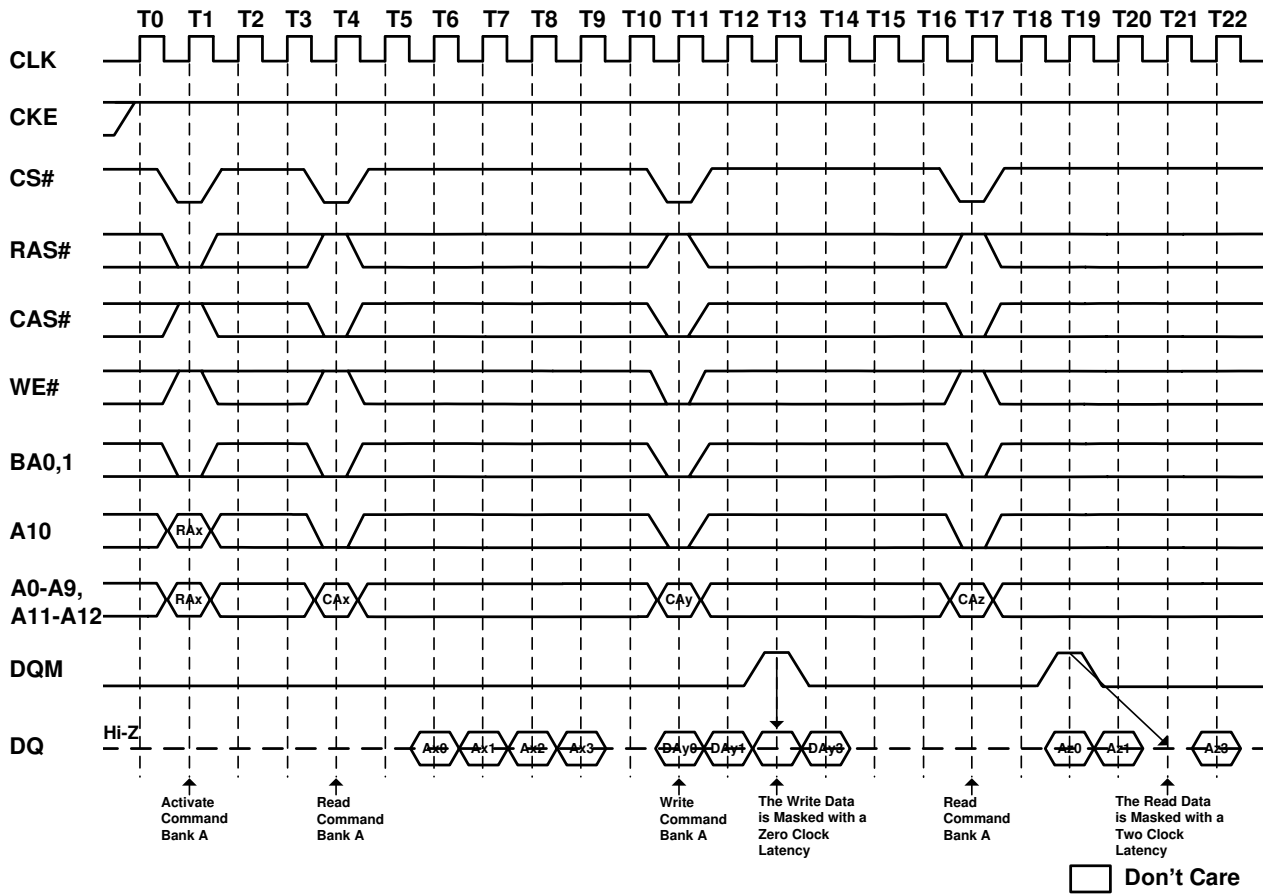 T0 T1 T2 T3 T4 T5 T6 T7 T8 T9 T10 T11 T12 T13 T14 T15 T16 T17 T18 T19 T20 T21 T22
CLK
CKE
CS#
RAS#
CAS#
WE#
BA0,1
A10
RAx
A0-A9,
A11-A12
RAx CAx CAy CAz
DQM
DQ
Hi-Z
Ax0 Ax1 Ax2 Ax3 DAy0 DAy1 DAy3 Az0 Az1 Az3
Activate
Command
Bank A
Read
Command
Bank A
Write
Command
Bank A
The Write Data
is Masked with a
Zero Clock
Latency
Read
Command
Bank A
The Read Data
is Masked with a
Two Clock
Latency
Don't Care